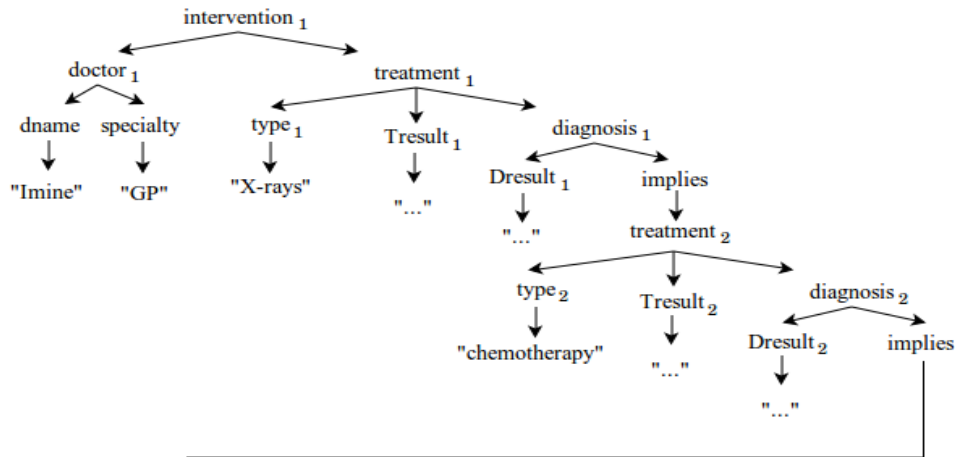 intervention 1
doctor 1 treatment 1
dname specialty type 1 Tresult 1 diagnosis 1
"Imine" "GP" "X-rays" "..." Dresult 1 implies
"..." treatment 2
type 2 Tresult 2 diagnosis 2
"chemotherapy" "..." Dresult 2 implies
"..."